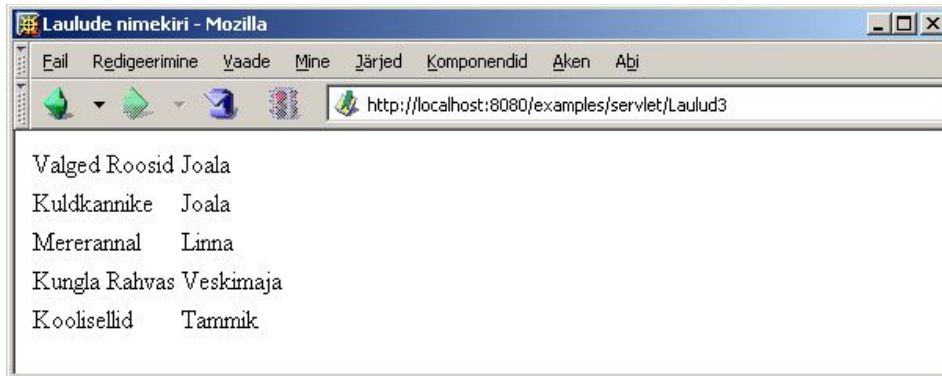 Laulude nimekiri - Mozilla
Fail Redigeerimine Vaade Mine Järjed Komponendid Aken Abi
http://localhost:8080/examples/servlet/Laulud3
Valged Roosid Joala
Kuldkannike Joala
Mererannal Linna
Kungla Rahvas Veskimaja
Koolisellid Tammik